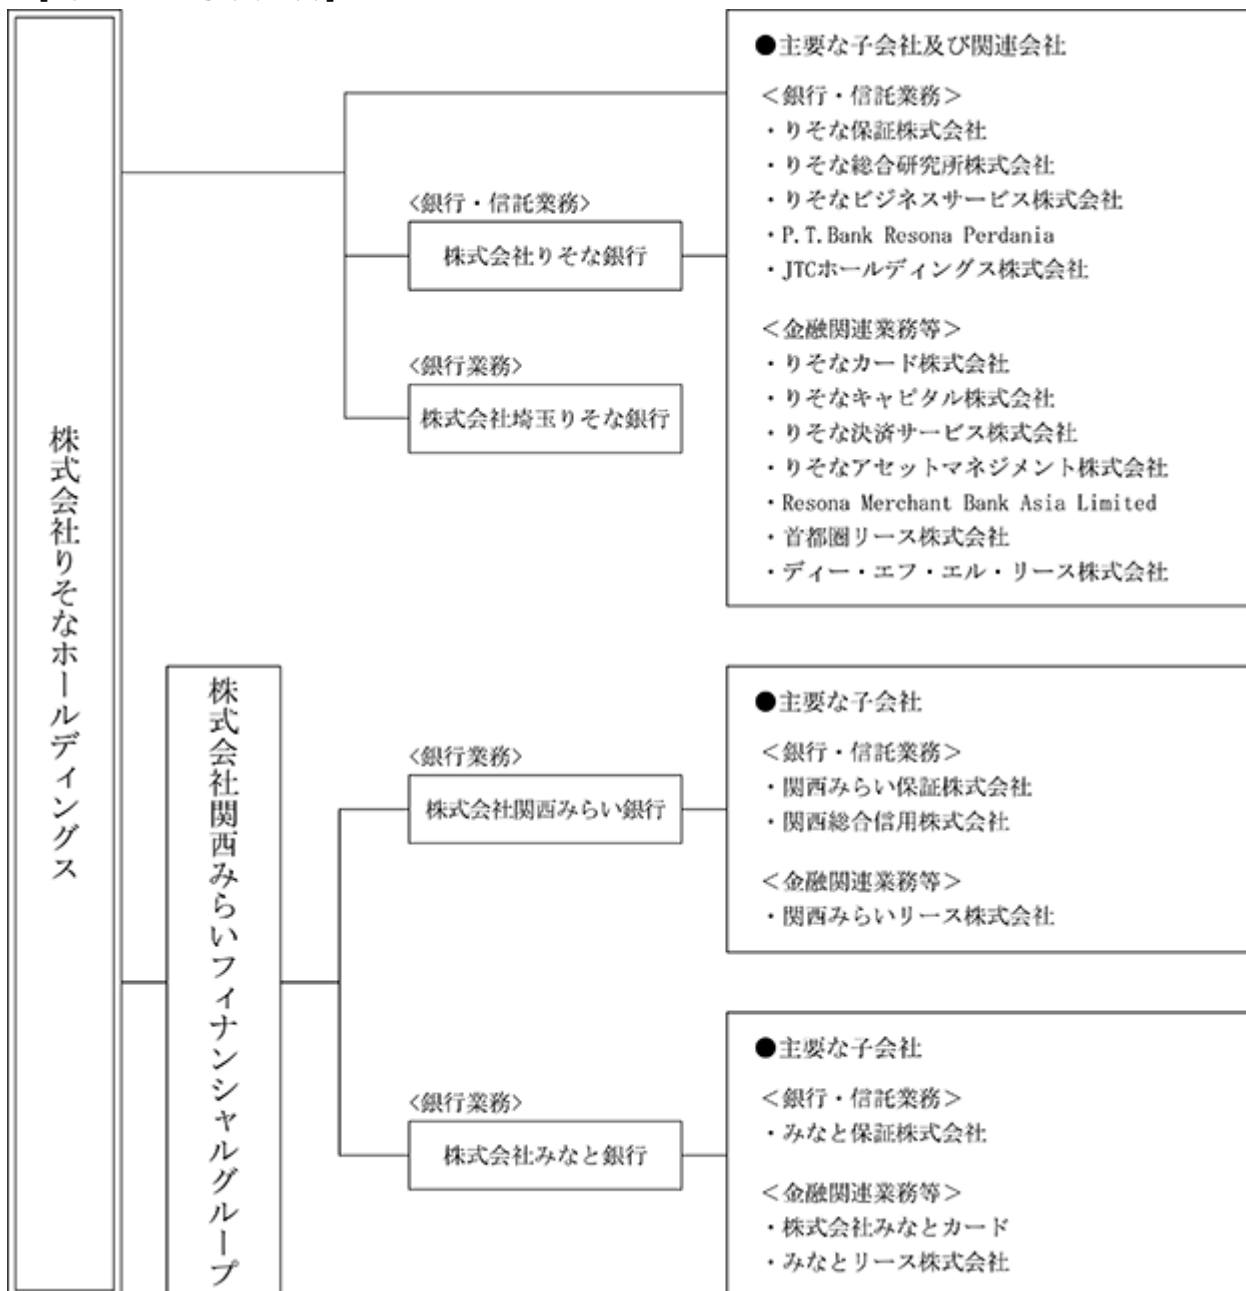 株式会社りそなホールディングス
<銀行・信託業務>
株式会社りそな銀行
<銀行業務>
株式会社埼玉りそな銀行
●主要な子会社及び関連会社
＜銀行・信託業務＞
・りそな保証株式会社
・りそな総合研究所株式会社
・りそなビジネスサービス株式会社
・P.T.Bank Resona Perdania
・JTCホールディングス株式会社
＜金融関連業務等＞
・りそなカード株式会社
・りそなキャピタル株式会社
・りそな決済サービス株式会社
・りそなアセットマネジメント株式会社
・Resona Merchant Bank Asia Limited
・首都圏リース株式会社
・ディー・エフ・エル・リース株式会社
株式会社関西みらいフィナンシャルグループ
<銀行業務>
株式会社関西みらい銀行
●主要な子会社
＜銀行・信託業務＞
・関西みらい保証株式会社
・関西総合信用株式会社
＜金融関連業務等＞
・関西みらいリース株式会社
<銀行業務>
株式会社みなと銀行
●主要な子会社
＜銀行・信託業務＞
・みなと保証株式会社
＜金融関連業務等＞
・株式会社みなとカード
・みなとリース株式会社